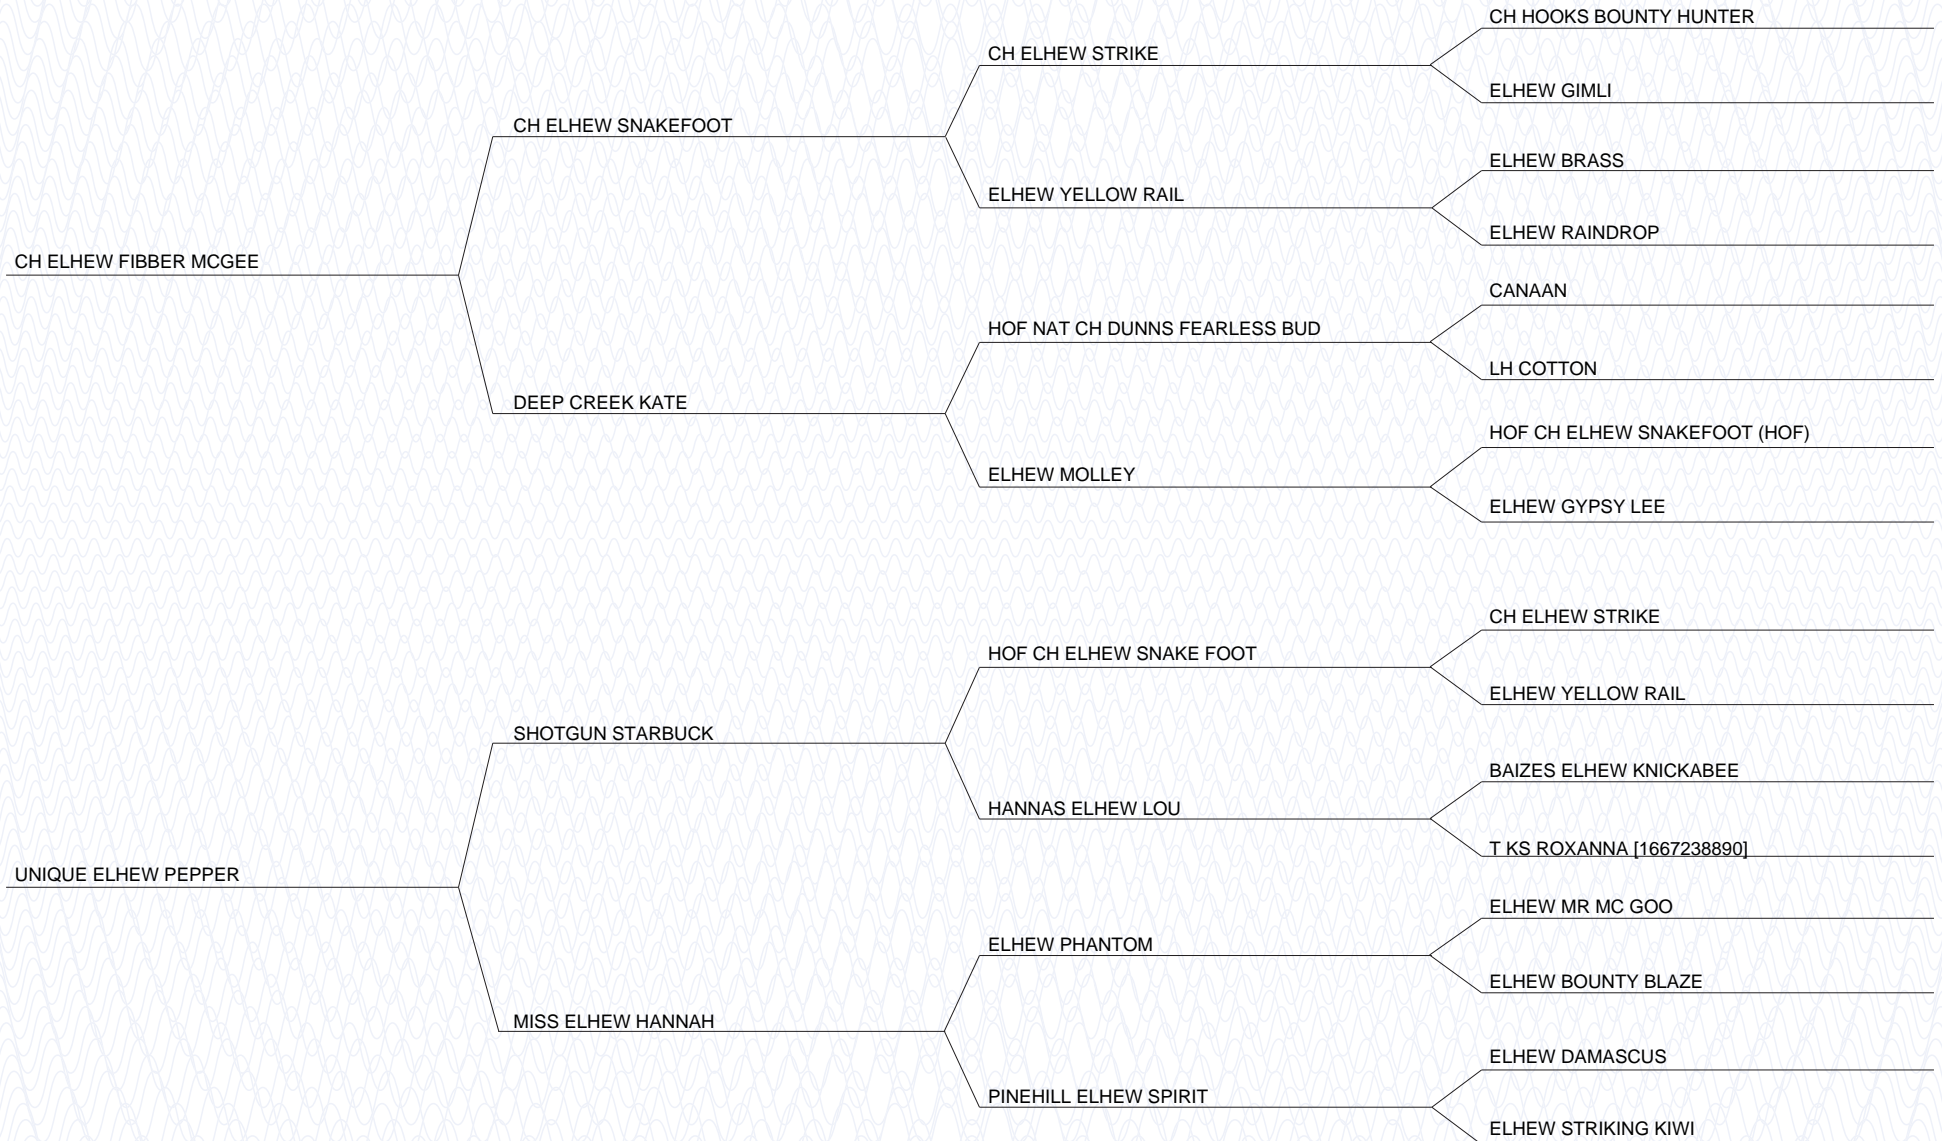 CH HOOKS BOUNTY HUNTER
CH ELHEW STRIKE
ELHEW GIMLI
CH ELHEW SNAKEFOOT
ELHEW BRASS
ELHEW YELLOW RAIL
ELHEW RAINDROP
CH ELHEW FIBBER MCGEE
CANAAN
HOF NAT CH DUNNS FEARLESS BUD
LH COTTON
DEEP CREEK KATE
HOF CH ELHEW SNAKEFOOT (HOF)
ELHEW MOLLEY
ELHEW GYPSY LEE
CH ELHEW STRIKE
HOF CH ELHEW SNAKE FOOT
ELHEW YELLOW RAIL
SHOTGUN STARBUCK
BAIZES ELHEW KNICKABEE
HANNAS ELHEW LOU
T KS ROXANNA [1667238890]
UNIQUE ELHEW PEPPER
ELHEW MR MC GOO
ELHEW PHANTOM
ELHEW BOUNTY BLAZE
MISS ELHEW HANNAH
ELHEW DAMASCUS
PINEHILL ELHEW SPIRIT
ELHEW STRIKING KIWI